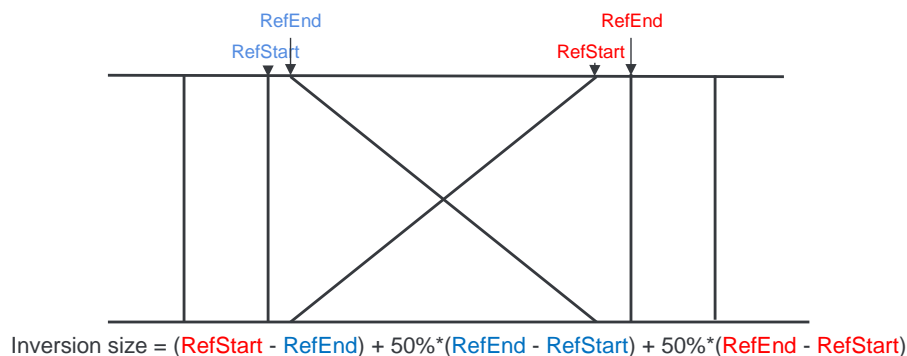 RefEnd RefEnd
RefStart RefStart
Inversion size = (RefStart - RefEnd) + 50%*(RefEnd - RefStart) + 50%*(RefEnd - RefStart)